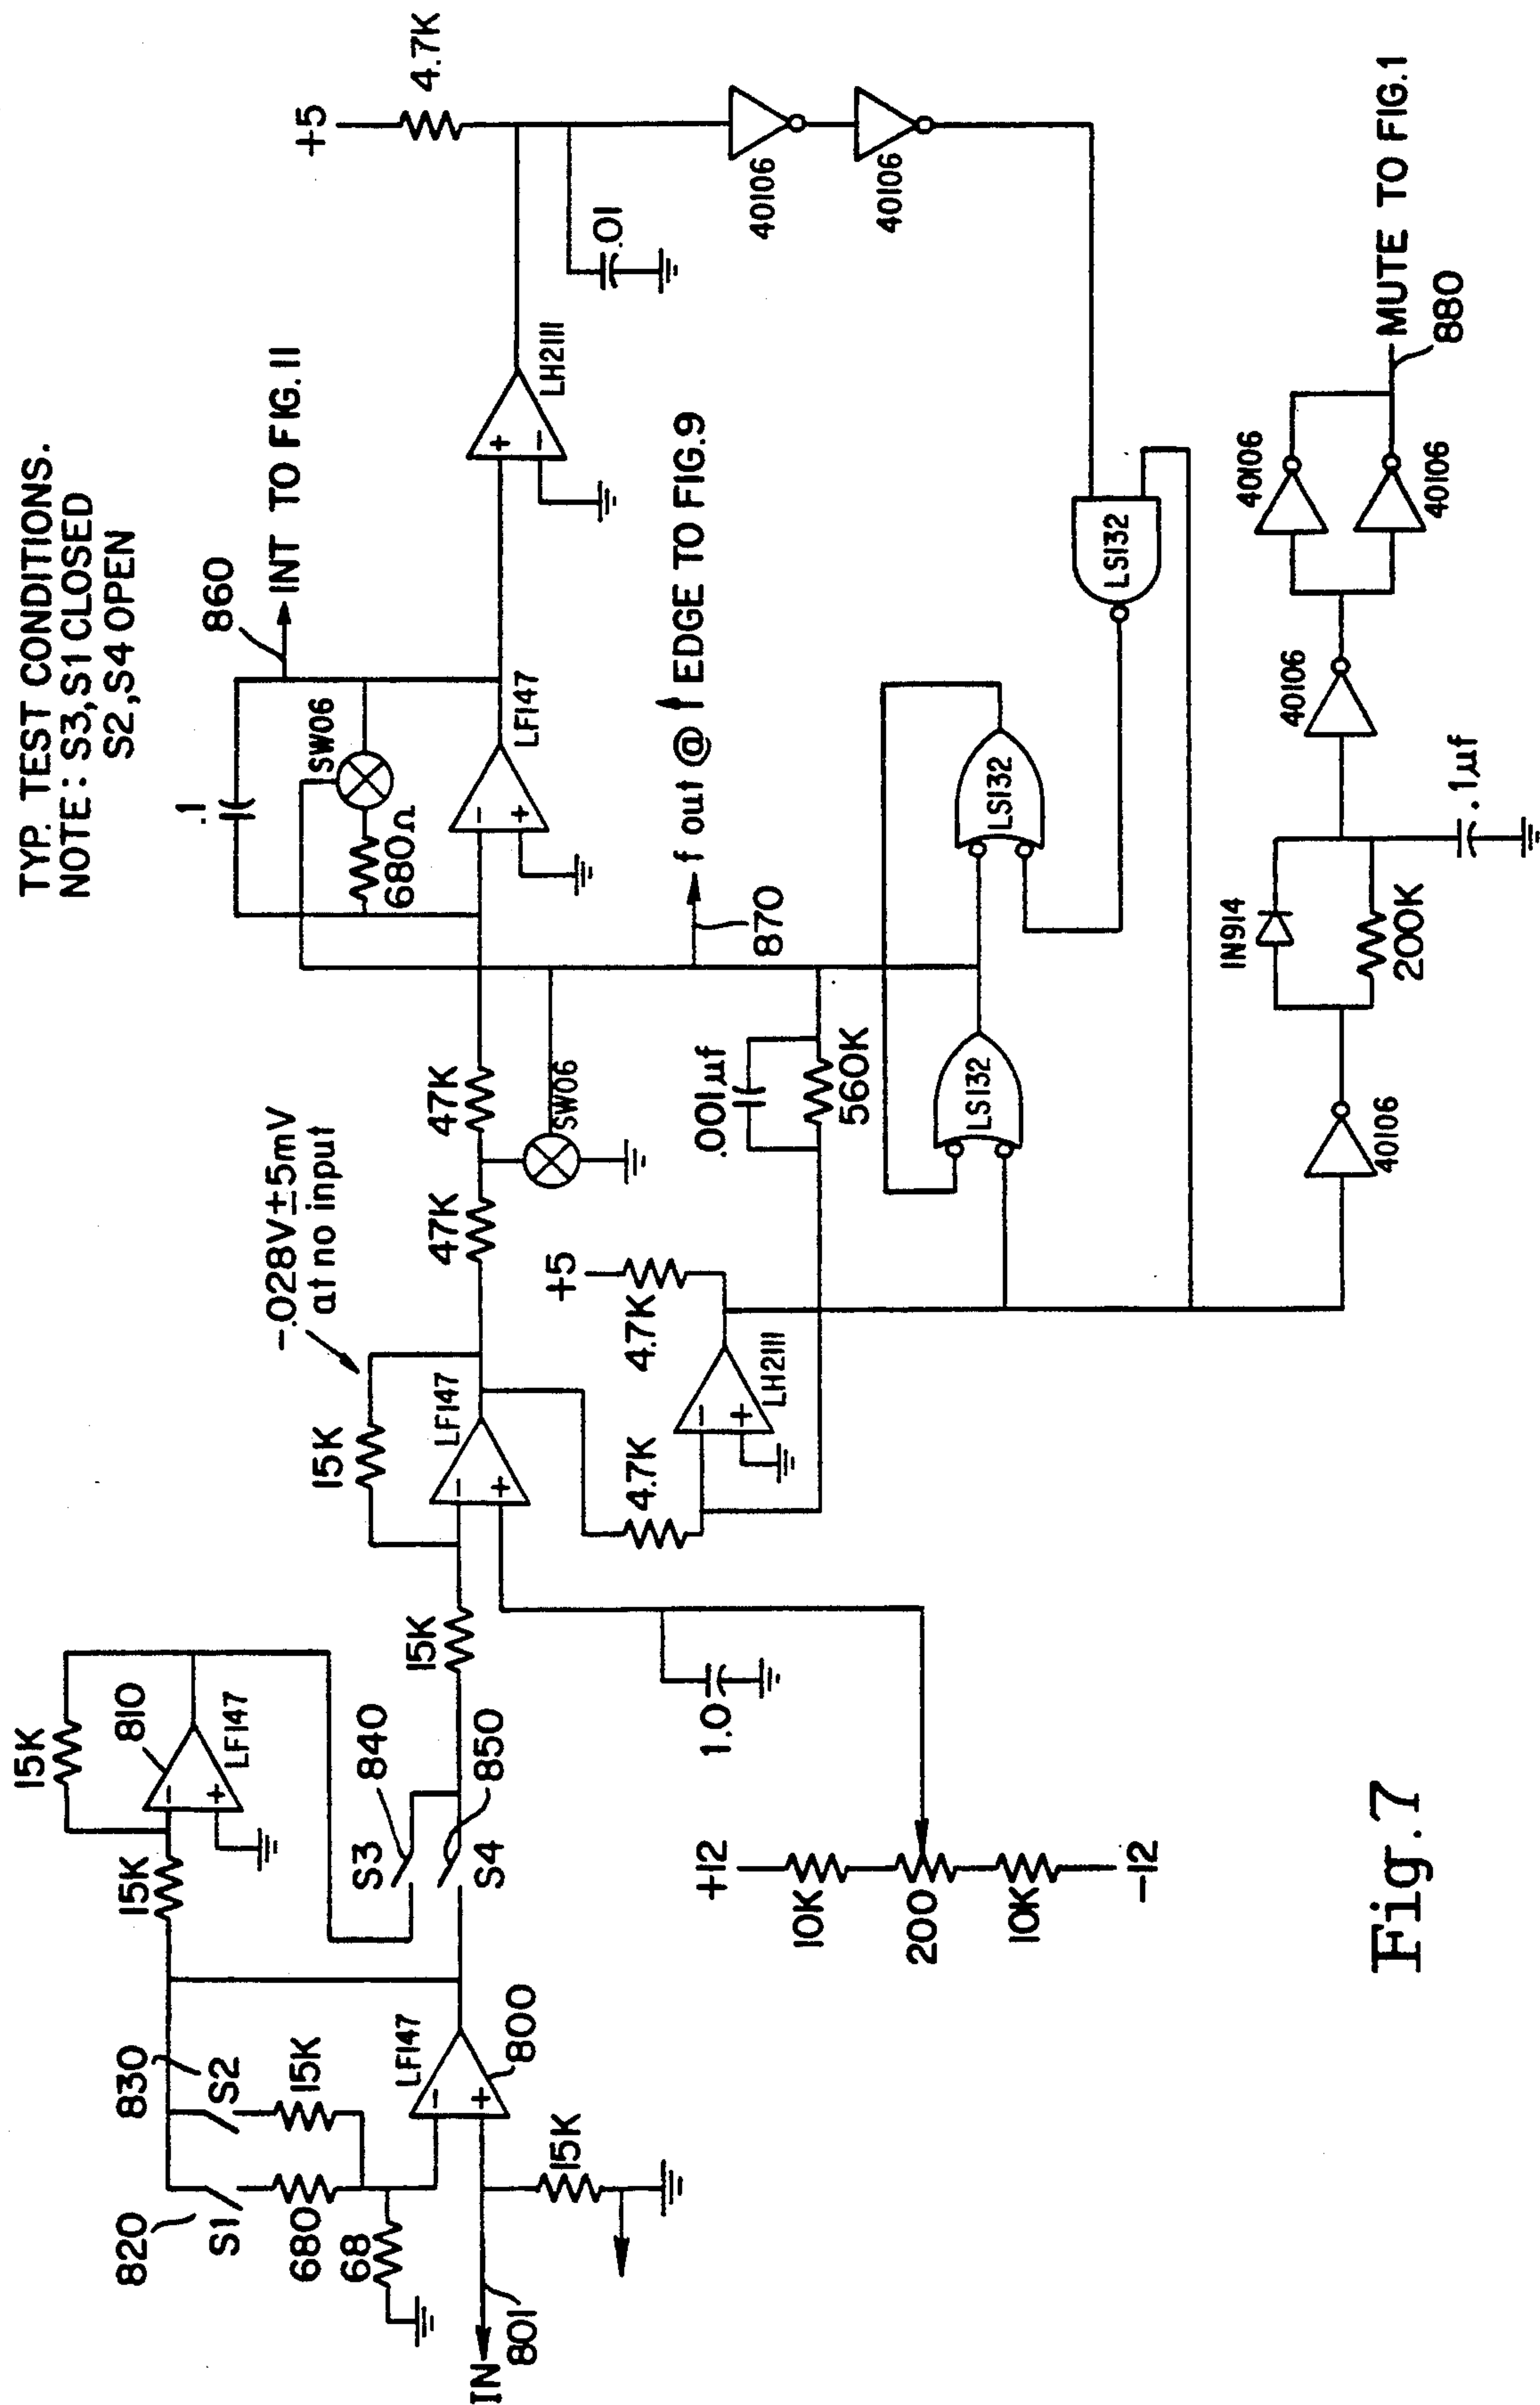 TYP. TEST CONDITIONS.
NOTE: S3,S1 CLOSED
S2,S4 OPEN
860
INT TO FIG. 11
.1
SW06
680Ω
LF147
+5
4.7K
LH2111
.01
40106
40106
-.028V±5mV
at no input
15K
LF147
47K
47K
SW06
870
f out @ ↑ EDGE TO FIG.9
15K
810
LF147
15K
S3
840
S4
850
15K
820
830
S1
S2
680
15K
68
LF147
800
15K
IN
801
+12
10K
200
10K
-12
1.0
4.7K
+5
4.7K
LH2111
.001µf
560K
LS132
LS132
LS132
40106
1N914
200K
.1µf
40106
40106
40106
MUTE TO FIG.1
880
Fig. 7